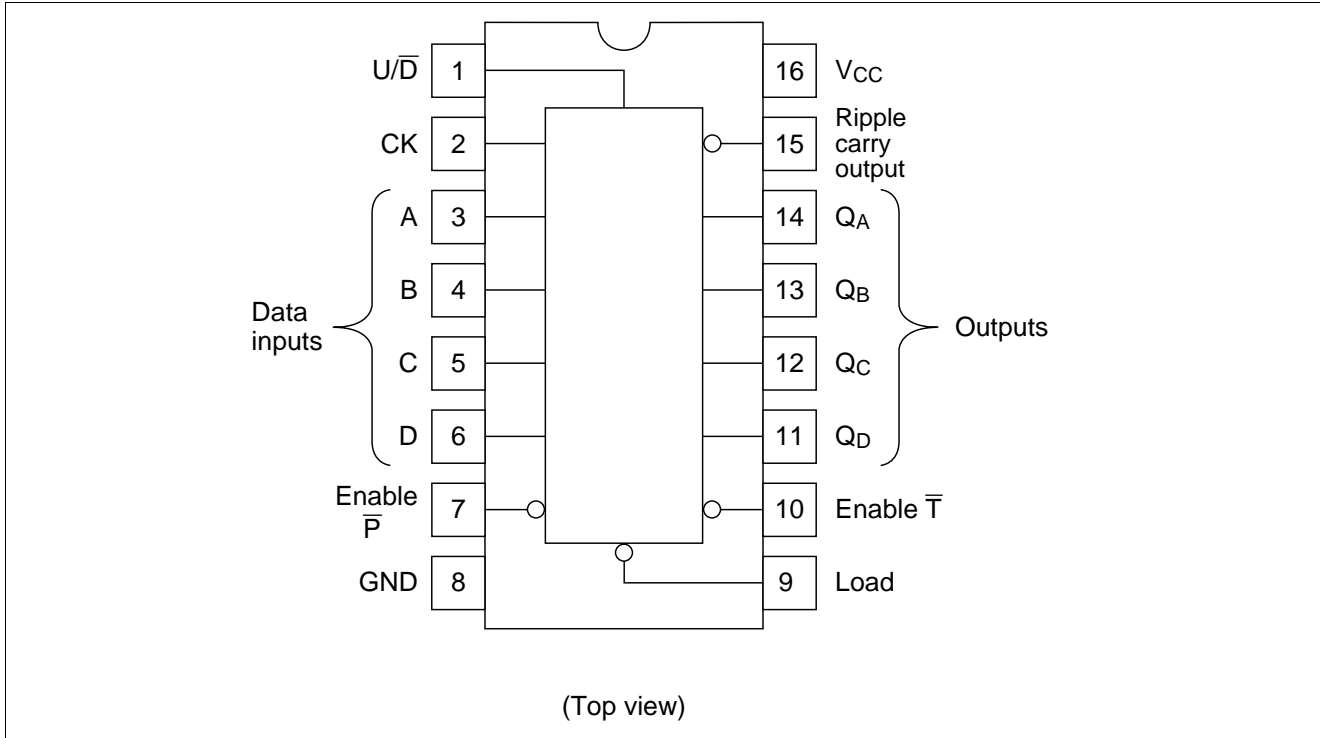 U/D̅ 1
16 VCC
CK 2
15 Ripple
carry
output
A 3
14 QA
B 4
13 QB
Data
inputs
Outputs
C 5
12 QC
D 6
11 QD
Enable
P̅ 7
10 Enable T̅
GND 8
9 Load
(Top view)